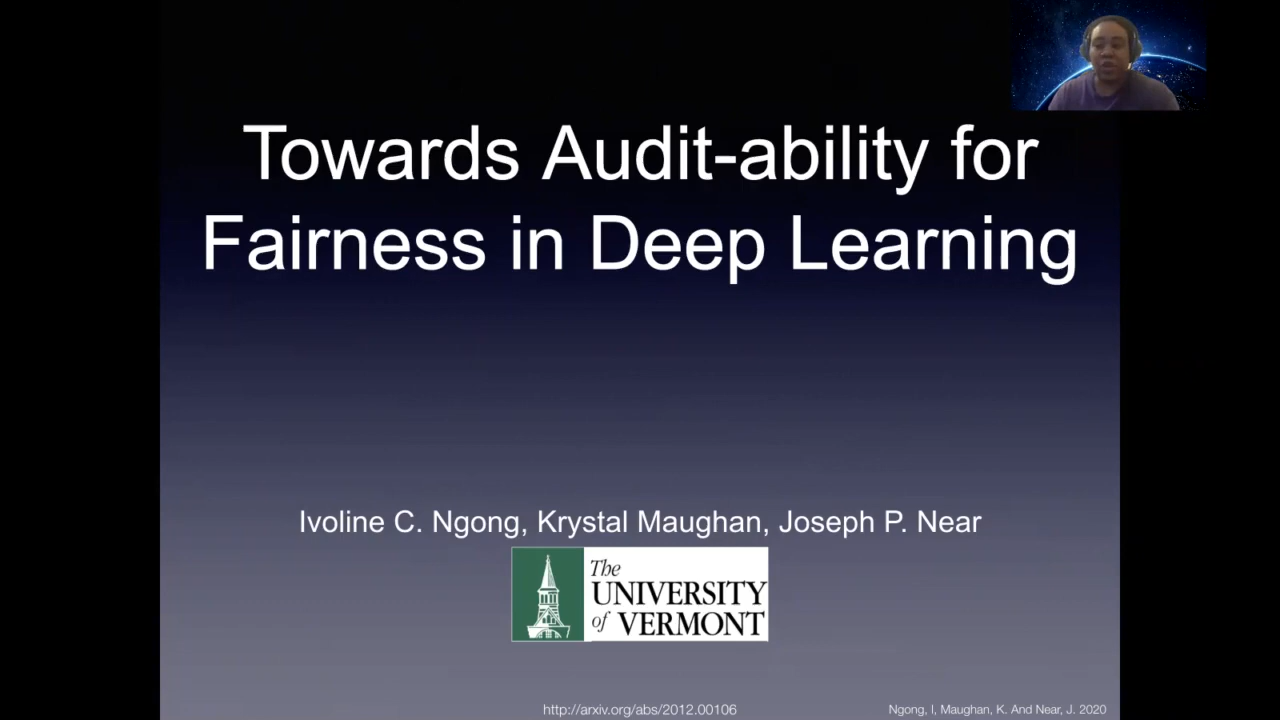 Towards Audit-ability for
Fairness in Deep Learning
Ivoline C. Ngong, Krystal Maughan, Joseph P. Near
The
UNIVERSITY
of VERMONT
http://arxiv.org/abs/2012.00106
Ngong, I, Maughan, K. And Near, J. 2020